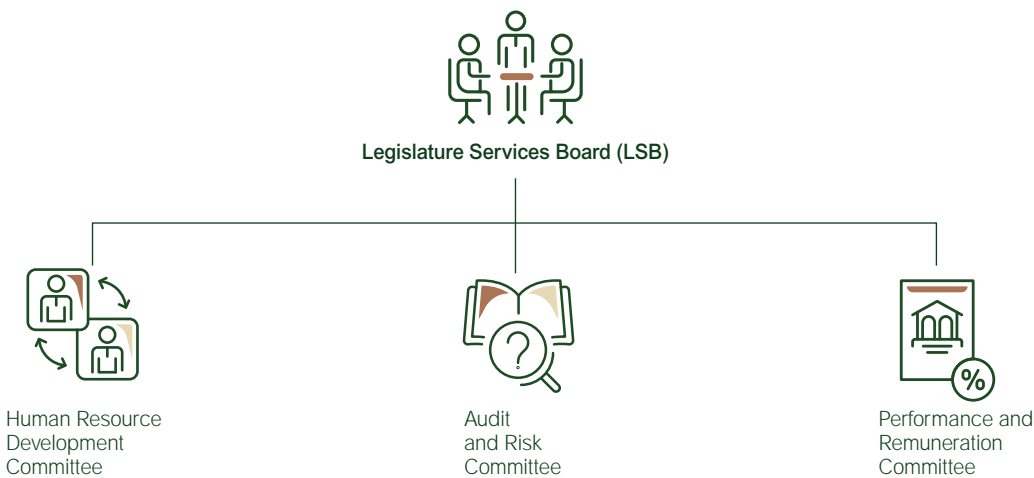 Legislature Services Board (LSB)
?
%
Human Resource
Development
Committee
Audit
and Risk
Committee
Performance and
Remuneration
Committee